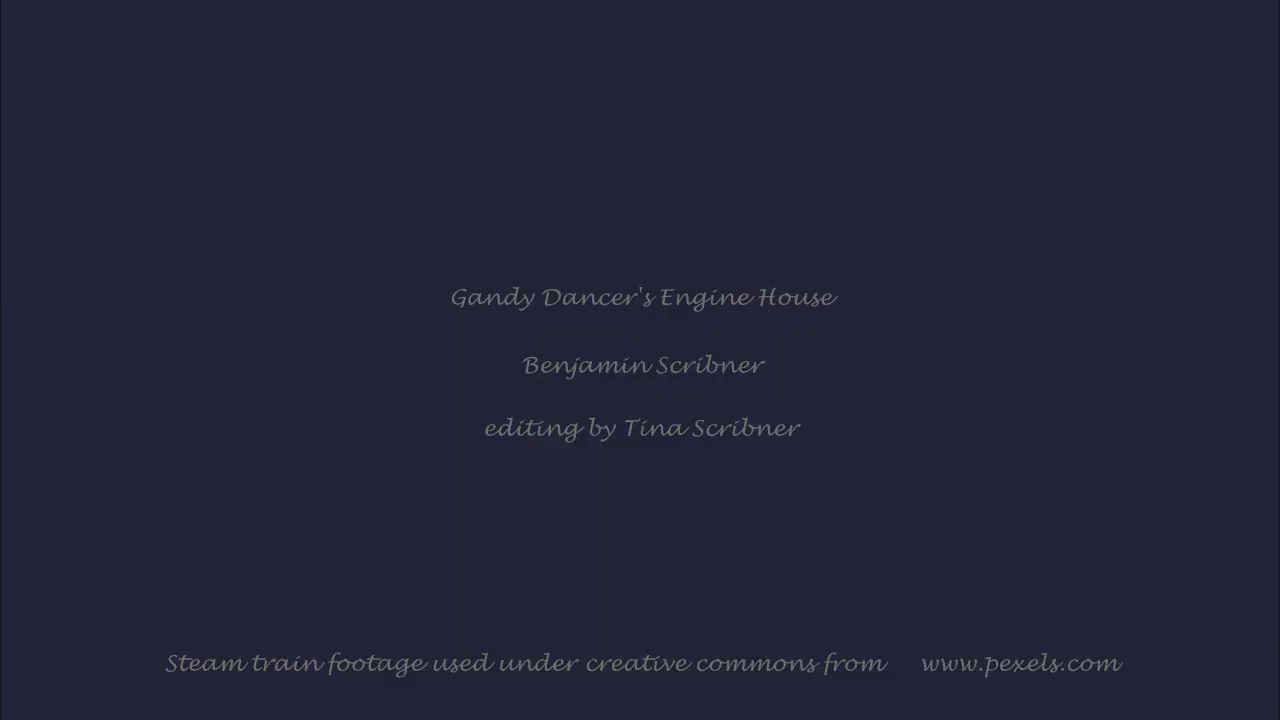 Gandy Dancer's Engine House
Benjamin Scribner
editing by Tina Scribner
Steam train footage used under creative commons from www.pexels.com